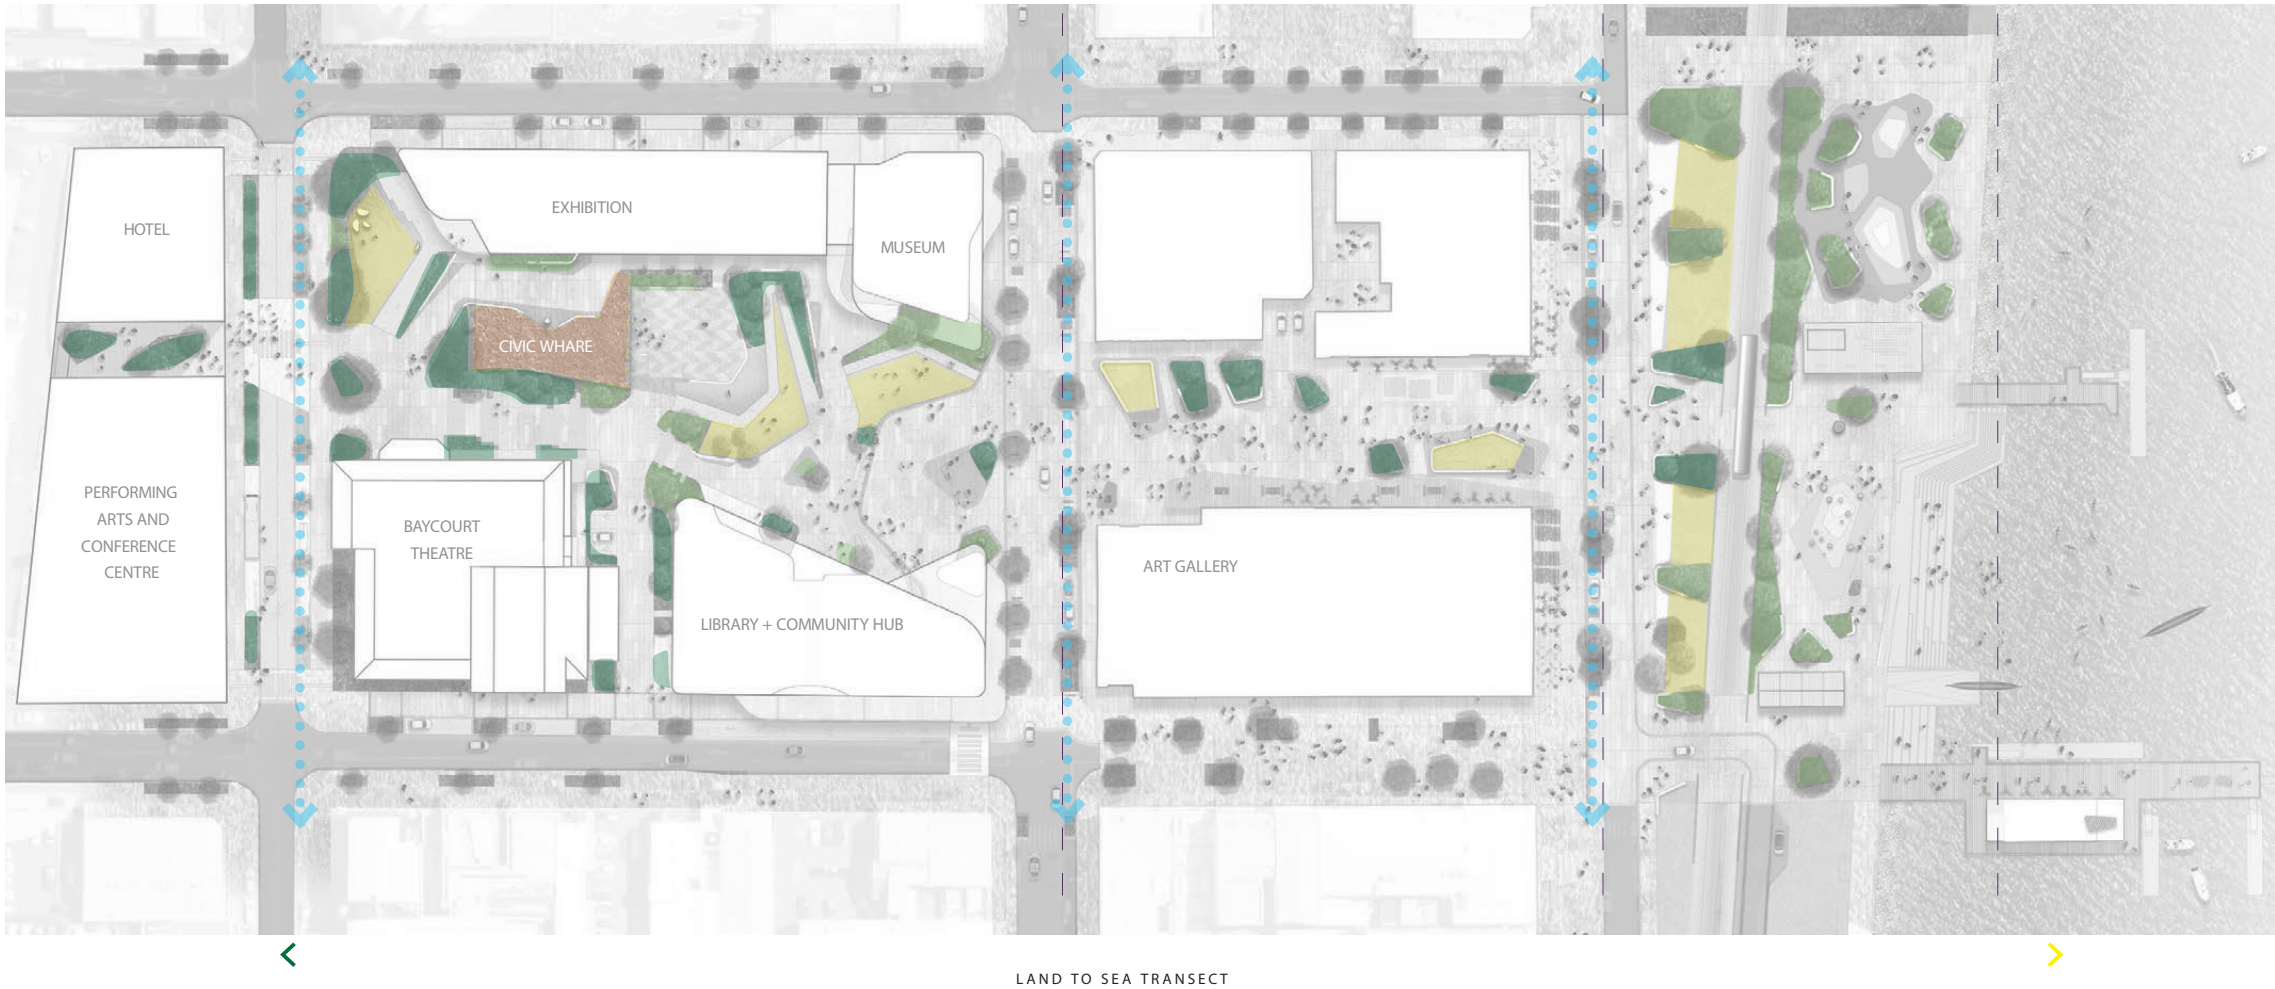 HOTEL
EXHIBITION
MUSEUM
CIVIC WHARE
PERFORMING
ARTS AND
CONFERENCE
CENTRE
BAYCOURT
THEATRE
LIBRARY + COMMUNITY HUB
ART GALLERY
LAND TO SEA TRANSECT